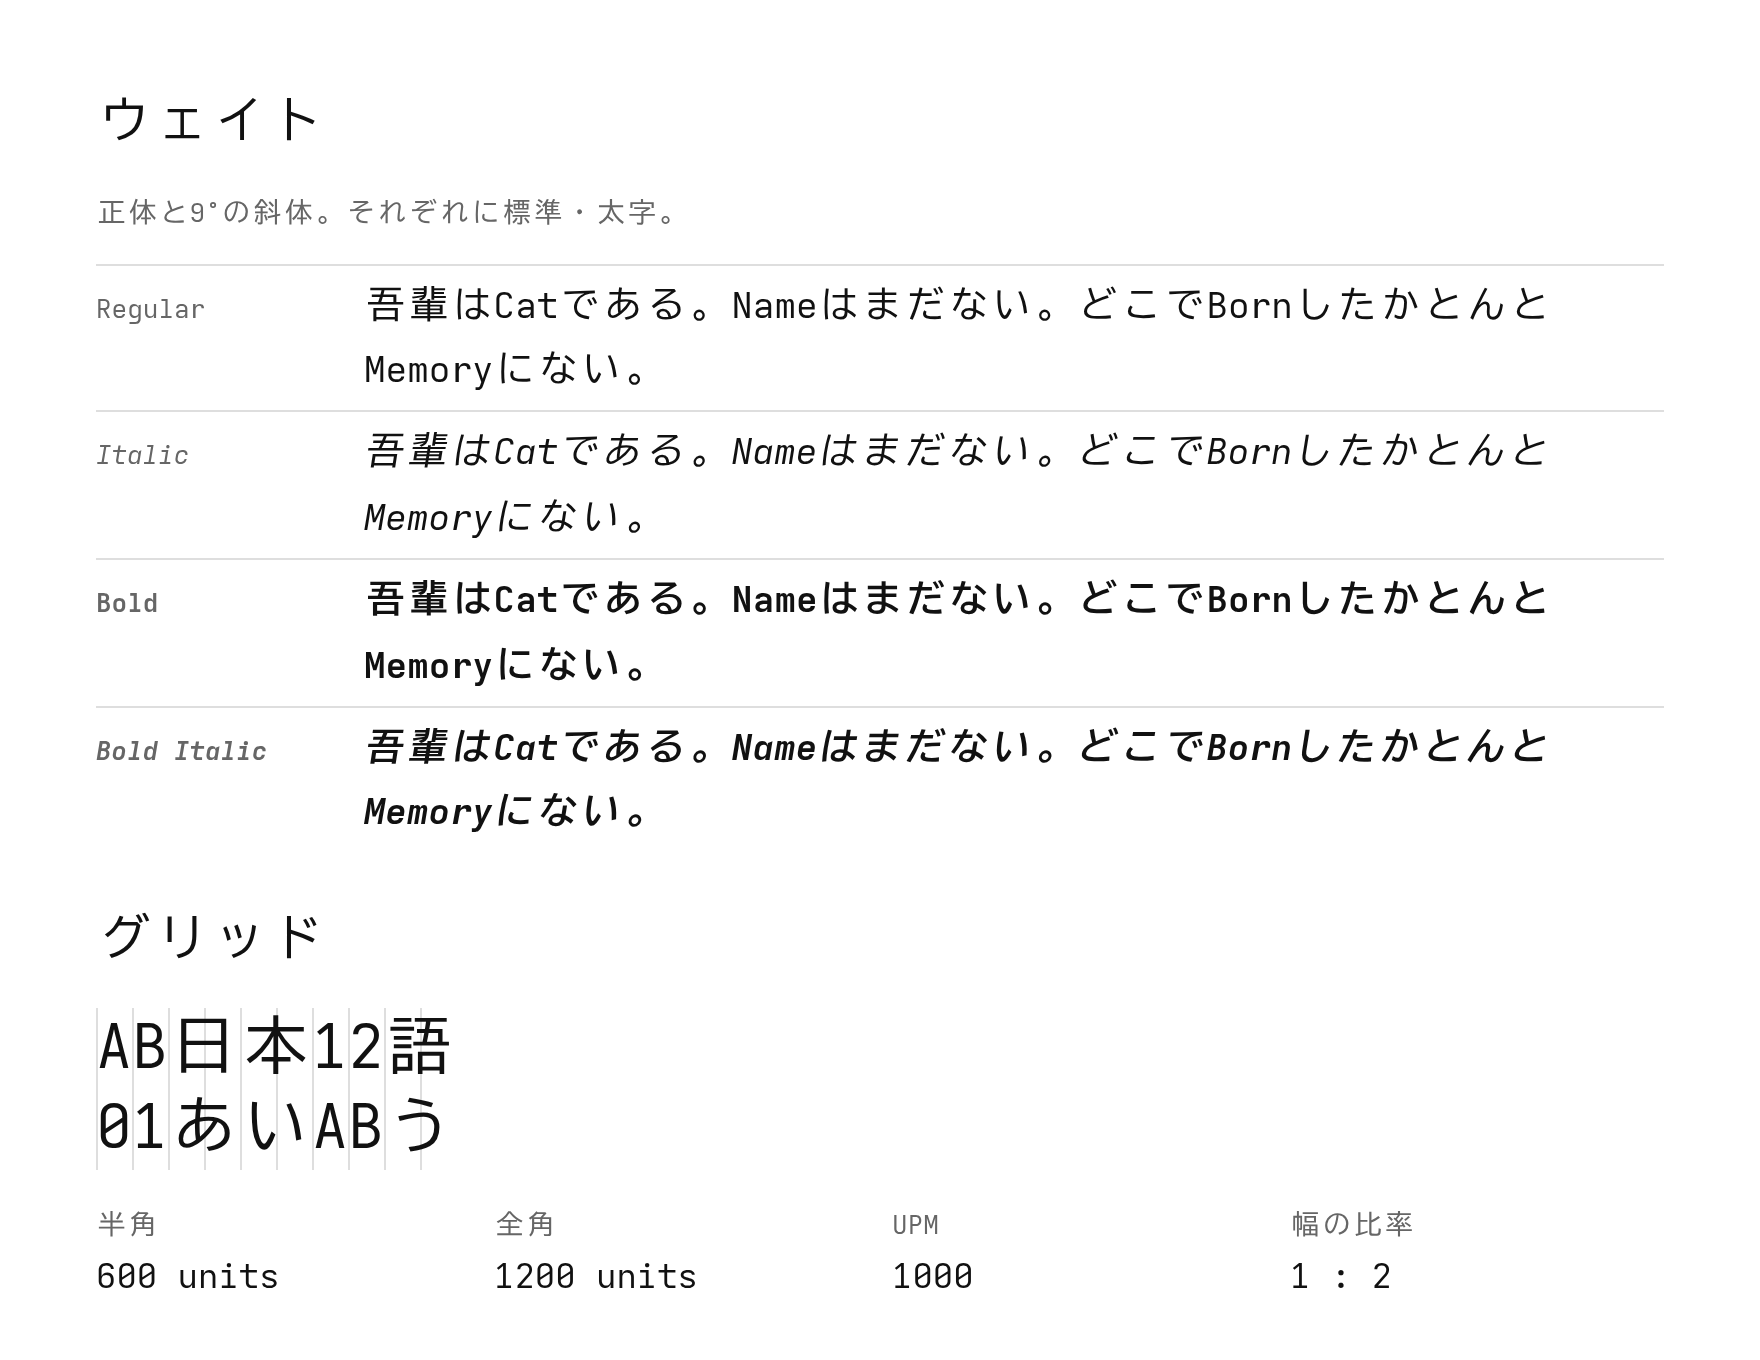 ウェイト
正体と9°の斜体。それぞれに標準・太字。
Regular
吾輩はCatである。Nameはまだない。どこでBornしたかとんと
Memoryにない。
Italic
吾輩はCatである。Nameはまだない。どこでBornしたかとんと
Memoryにない。
Bold
吾輩はCatである。Nameはまだない。どこでBornしたかとんと
Memoryにない。
Bold Italic
吾輩はCatである。Nameはまだない。どこでBornしたかとんと
Memoryにない。
グリッド
AB日本12語
01あいABう
半角
600 units
全角
1200 units
UPM
1000
幅の比率
1 : 2